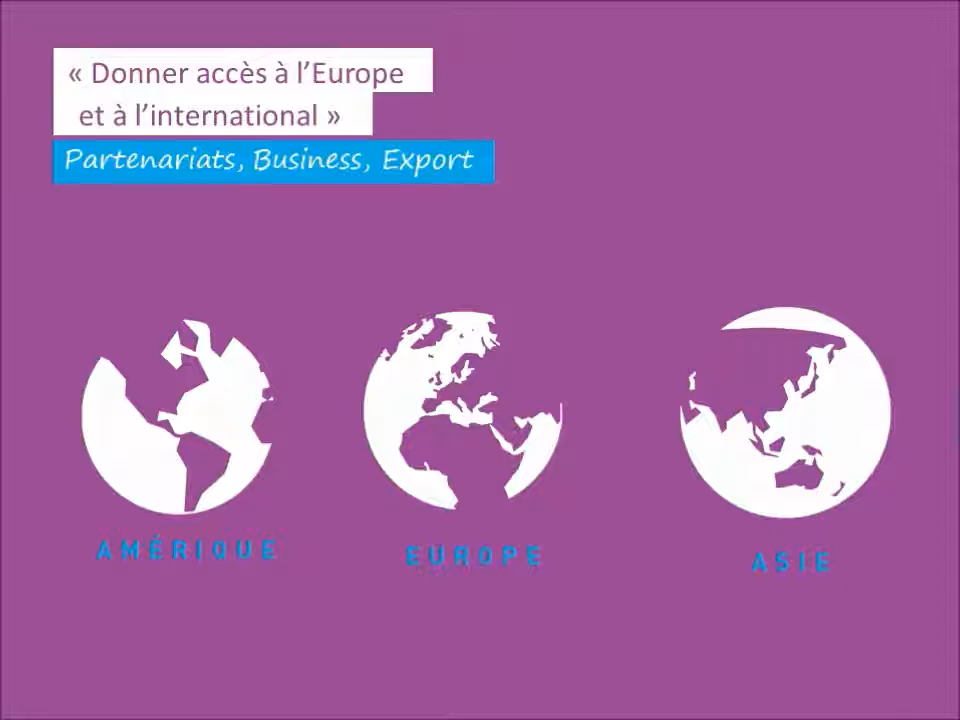 « Donner accès à l’Europe
et à l’international »
Partenariats, Business, Export
AMÉRIQUE
EUROPE
ASIE